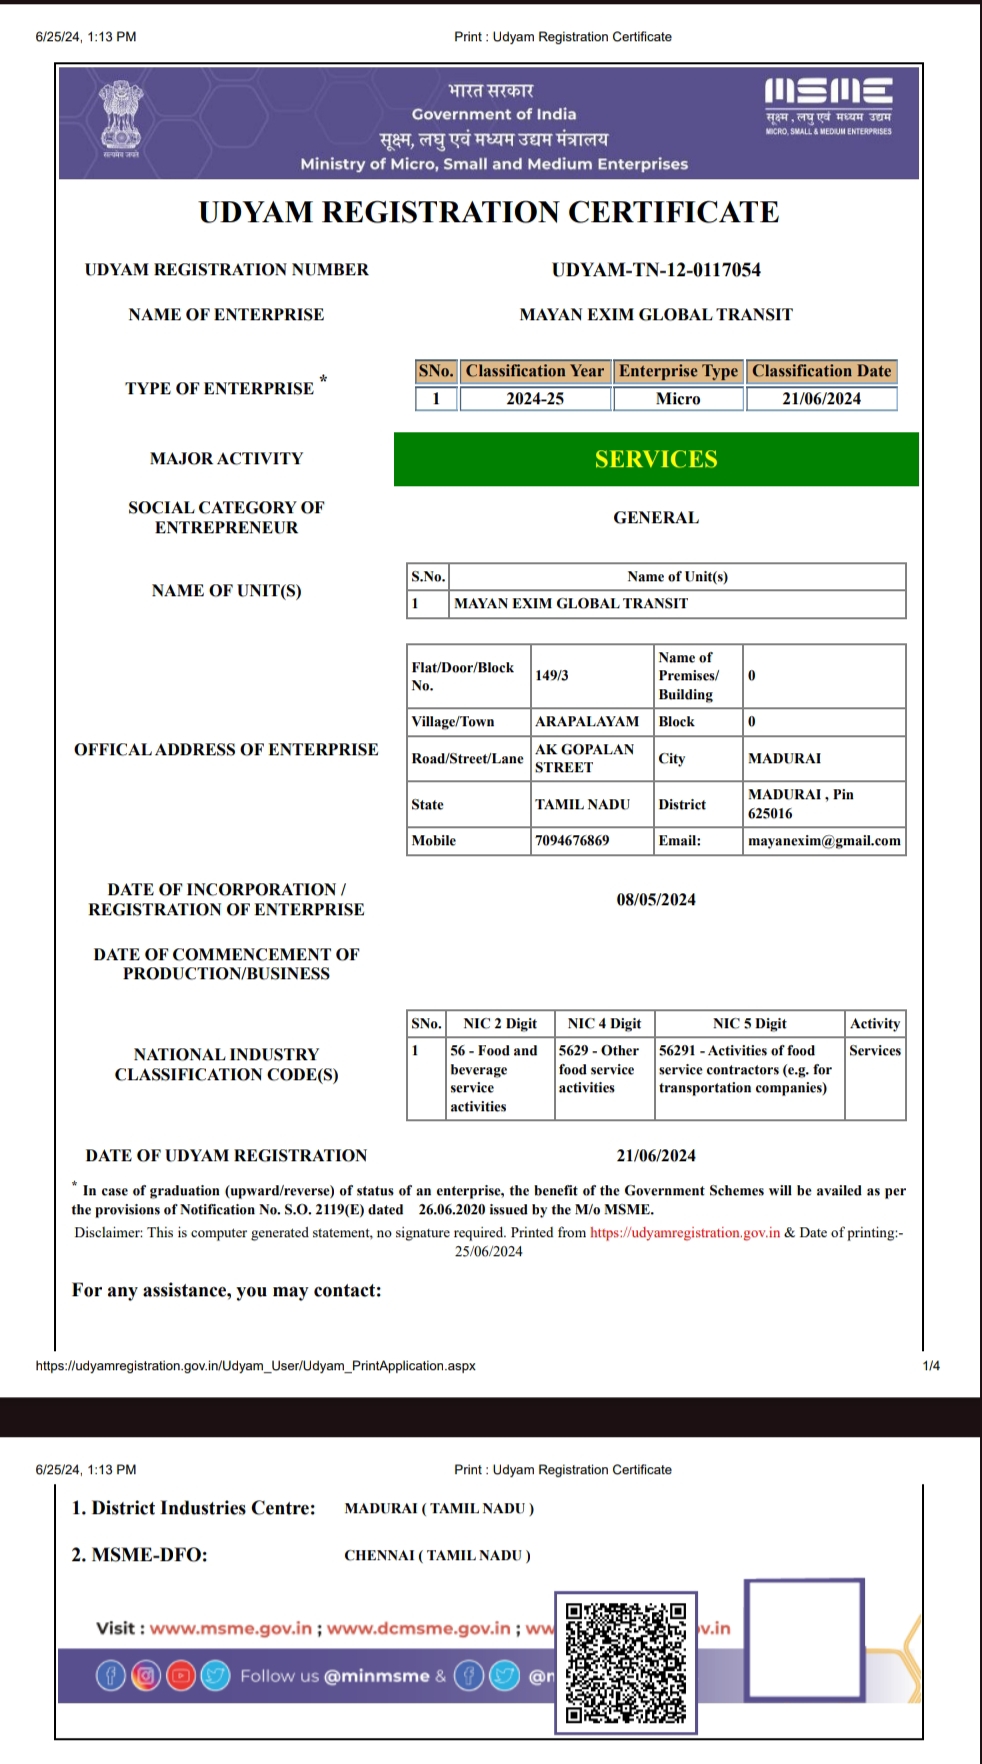 6/25/24, 1:13 PM Print : Udyam Registration Certificate
भारत सरकार
Government of India
सूक्ष्म, लघु एवं मध्यम उद्यम मंत्रालय
Ministry of Micro, Small and Medium Enterprises
सत्यमेव जयते
MSME
सूक्ष्म, लघु एवं मध्यम उद्यम
MICRO, SMALL & MEDIUM ENTERPRISES
UDYAM REGISTRATION CERTIFICATE
UDYAM REGISTRATION NUMBER UDYAM-TN-12-0117054
NAME OF ENTERPRISE MAYAN EXIM GLOBAL TRANSIT
TYPE OF ENTERPRISE *
SNo. Classification Year Enterprise Type Classification Date
1 2024-25 Micro 21/06/2024
MAJOR ACTIVITY SERVICES
SOCIAL CATEGORY OF
ENTREPRENEUR
GENERAL
NAME OF UNIT(S)
S.No. Name of Unit(s)
1 MAYAN EXIM GLOBAL TRANSIT
OFFICAL ADDRESS OF ENTERPRISE
Flat/Door/Block
No.
149/3
Name of
Premises/
Building
0
Village/Town ARAPALAYAM Block 0
Road/Street/Lane
AK GOPALAN
STREET
City MADURAI
State TAMIL NADU District
MADURAI , Pin
625016
Mobile 7094676869 Email: mayanexim@gmail.com
DATE OF INCORPORATION /
REGISTRATION OF ENTERPRISE
08/05/2024
DATE OF COMMENCEMENT OF
PRODUCTION/BUSINESS
NATIONAL INDUSTRY
CLASSIFICATION CODE(S)
SNo. NIC 2 Digit NIC 4 Digit NIC 5 Digit Activity
1
56 - Food and
beverage
service
activities
5629 - Other
food service
activities
56291 - Activities of food
service contractors (e.g. for
transportation companies)
Services
DATE OF UDYAM REGISTRATION 21/06/2024
* In case of graduation (upward/reverse) of status of an enterprise, the benefit of the Government Schemes will be availed as per
the provisions of Notification No. S.O. 2119(E) dated 26.06.2020 issued by the M/o MSME.
Disclaimer: This is computer generated statement, no signature required. Printed from https://udyamregistration.gov.in & Date of printing:-
25/06/2024
For any assistance, you may contact:
https://udyamregistration.gov.in/Udyam_User/Udyam_PrintApplication.aspx 1/4
6/25/24, 1:13 PM Print : Udyam Registration Certificate
1. District Industries Centre: MADURAI ( TAMIL NADU )
2. MSME-DFO: CHENNAI ( TAMIL NADU )
Visit : www.msme.gov.in ; www.dcmsme.gov.in ; ww v.in
Follow us @minmsme & @